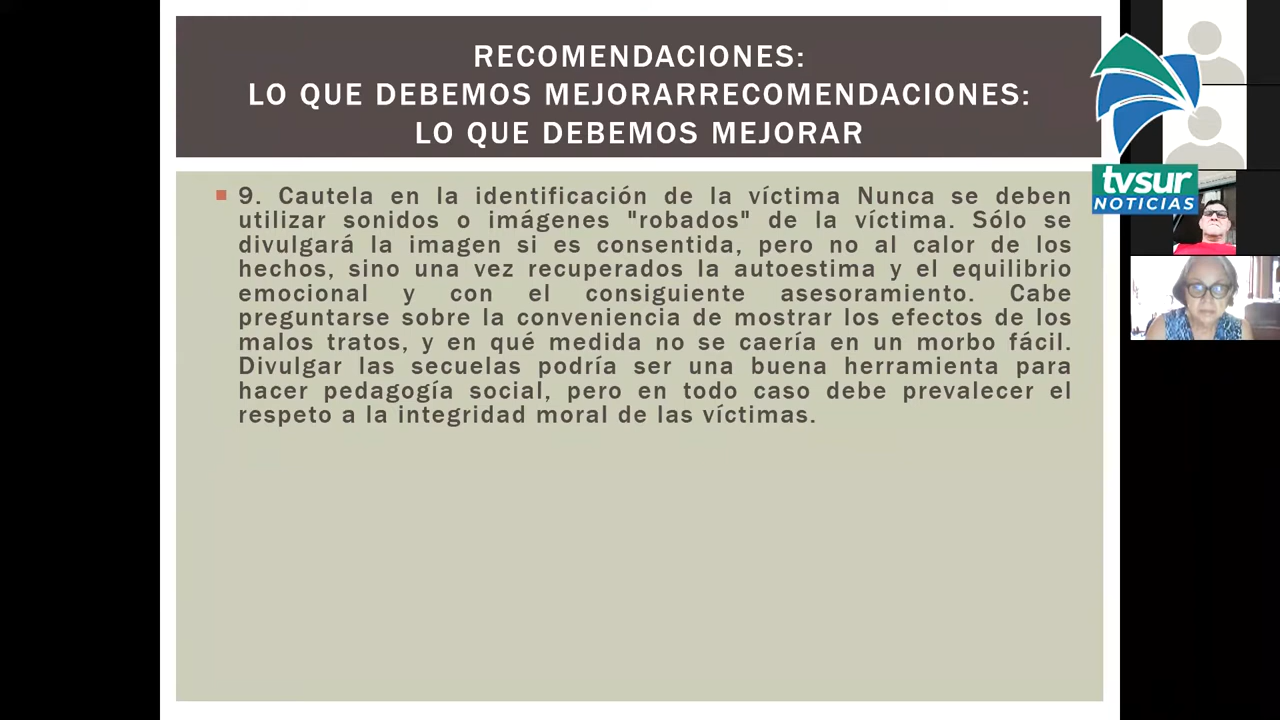 RECOMENDACIONES:
LO QUE DEBEMOS MEJORARRECOMENDACIONES:
LO QUE DEBEMOS MEJORAR
9. Cautela en la identificación de la víctima Nunca se deben
utilizar sonidos o imágenes "robados" de la víctima. Sólo se
divulgará la imagen si es consentida, pero no al calor de los
hechos, sino una vez recuperados la autoestima y el equilibrio
emocional y con el consiguiente asesoramiento. Cabe
preguntarse sobre la conveniencia de mostrar los efectos de los
malos tratos, y en qué medida no se caería en un morbo fácil.
Divulgar las secuelas podría ser una buena herramienta para
hacer pedagogía social, pero en todo caso debe prevalecer el
respeto a la integridad moral de las víctimas.
tvsur
NOTICIAS